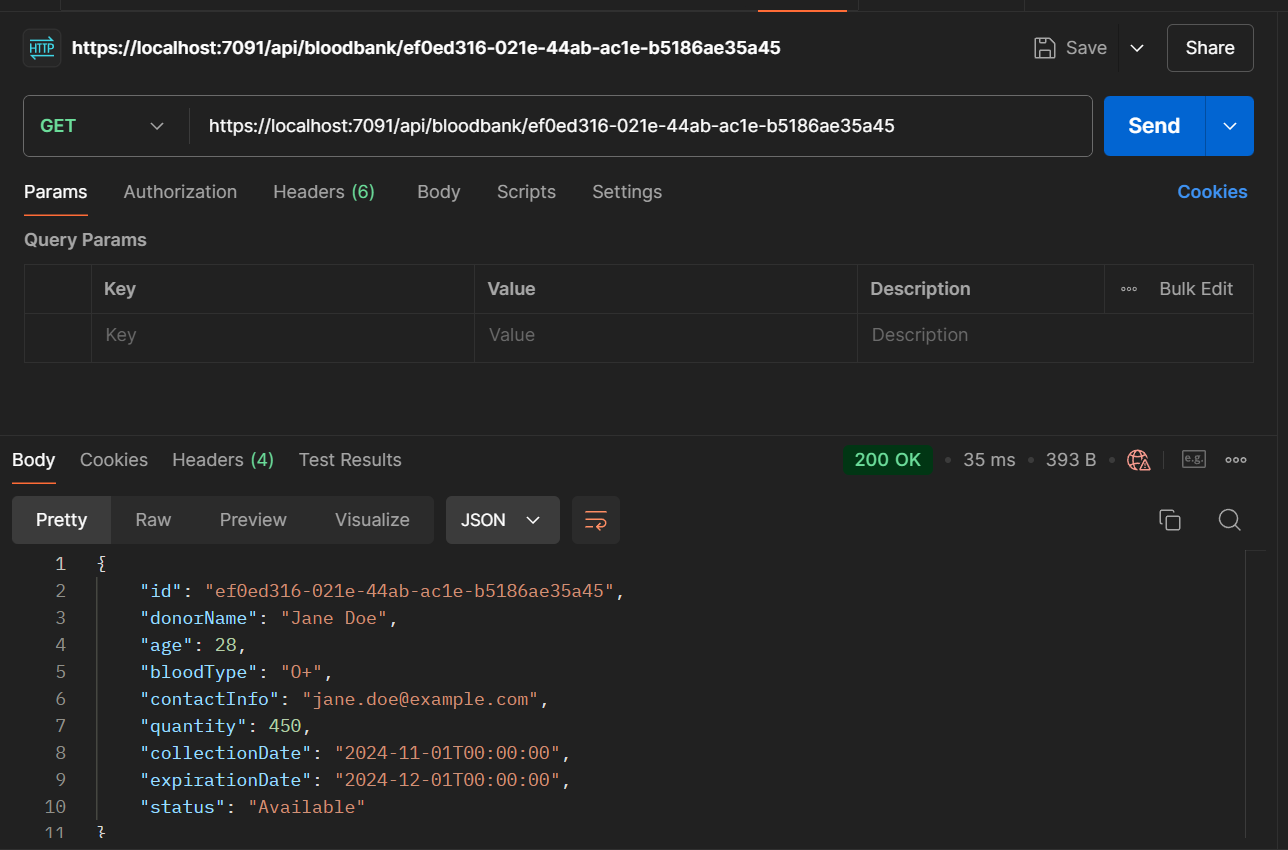 HTTP https://localhost:7091/api/bloodbank/ef0ed316-021e-44ab-ac1e-b5186ae35a45 Save Share
GET https://localhost:7091/api/bloodbank/ef0ed316-021e-44ab-ac1e-b5186ae35a45 Send
Params Authorization Headers (6) Body Scripts Settings Cookies
Query Params
Key Value Description Bulk Edit
Key Value Description
Body Cookies Headers (4) Test Results 200 OK 35 ms 393 B e.g.
Pretty Raw Preview Visualize JSON
1 {
2 "id": "ef0ed316-021e-44ab-ac1e-b5186ae35a45",
3 "donorName": "Jane Doe",
4 "age": 28,
5 "bloodType": "O+",
6 "contactInfo": "jane.doe@example.com",
7 "quantity": 450,
8 "collectionDate": "2024-11-01T00:00:00",
9 "expirationDate": "2024-12-01T00:00:00",
10 "status": "Available"
11 }